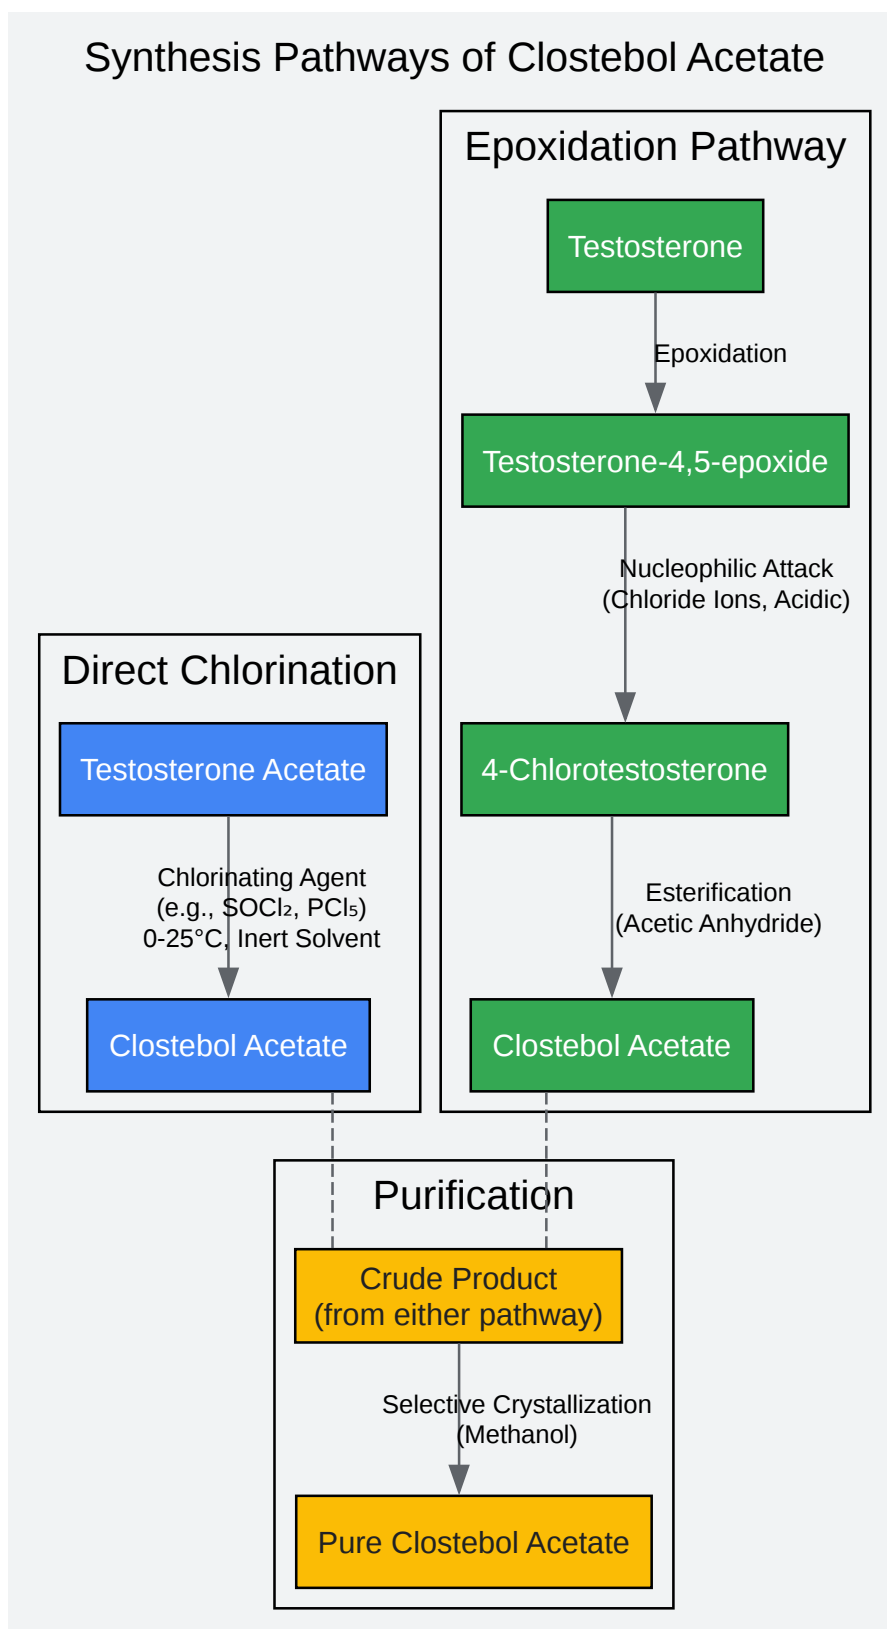 Synthesis Pathways of Clostebol Acetate
Epoxidation Pathway
Testosterone
Epoxidation
Testosterone-4,5-epoxide
Nucleophilic Attack
(Chloride Ions, Acidic)
4-Chlorotestosterone
Esterification
(Acetic Anhydride)
Clostebol Acetate
Direct Chlorination
Testosterone Acetate
Chlorinating Agent
(e.g., SOCl₂, PCl₅)
0-25°C, Inert Solvent
Clostebol Acetate
Purification
Crude Product
(from either pathway)
Selective Crystallization
(Methanol)
Pure Clostebol Acetate